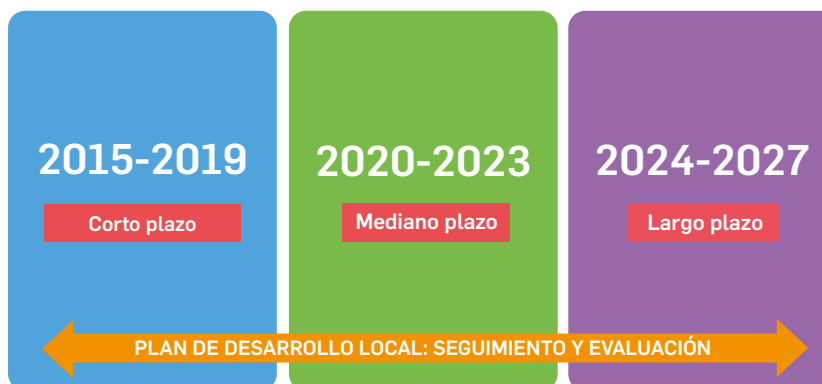 2015-2019
Corto plazo
2020-2023
Mediano plazo
2024-2027
Largo plazo
PLAN DE DESARROLLO LOCAL: SEGUIMIENTO Y EVALUACIÓN